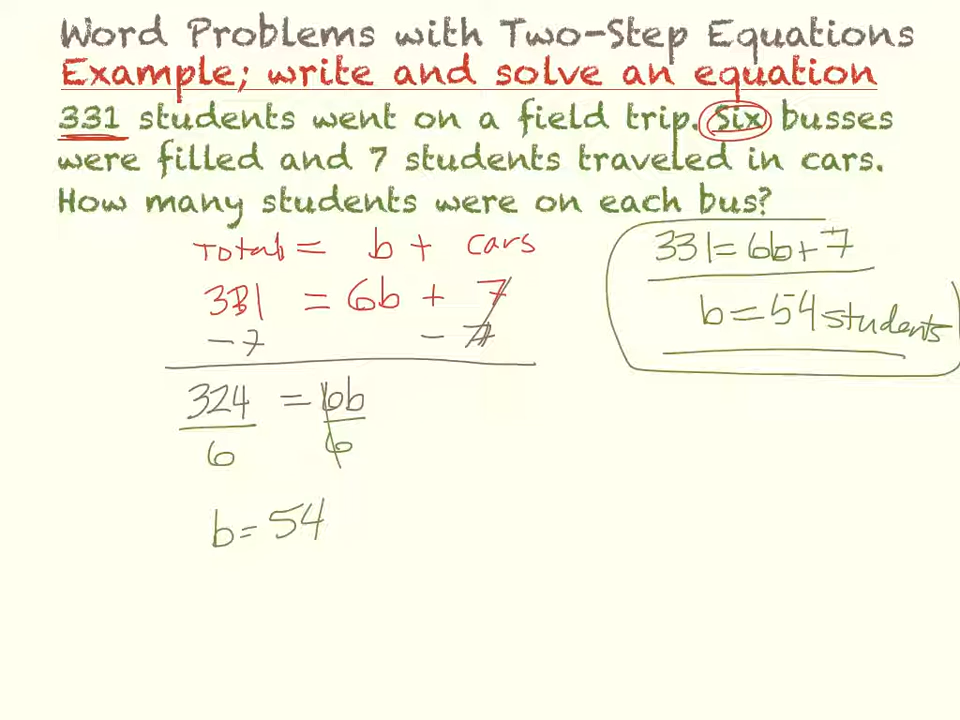 Word Problems with Two-Step Equations
Example; write and solve an equation
331 students went on a field trip. Six busses
were filled and 7 students traveled in cars.
How many students were on each bus?
Total = b + cars
331 = 6b + 7
-7 - 7
324 = 6b
6 6
b = 54
331 = 6b + 7
b = 54 students